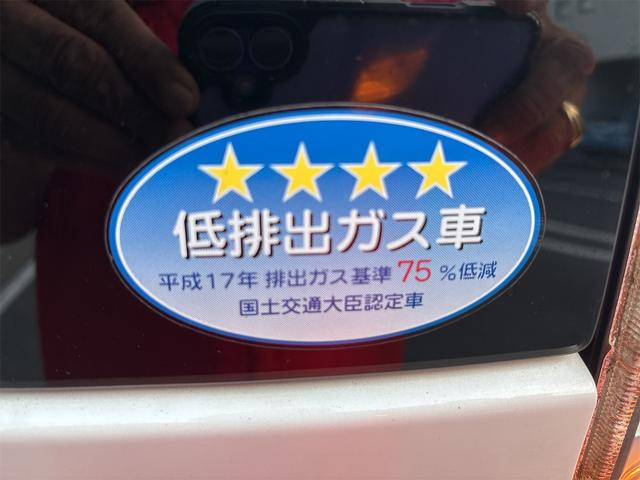 ★★★★
低排出ガス車
平成17年 排出ガス基準 75 %低減
国土交通大臣認定車